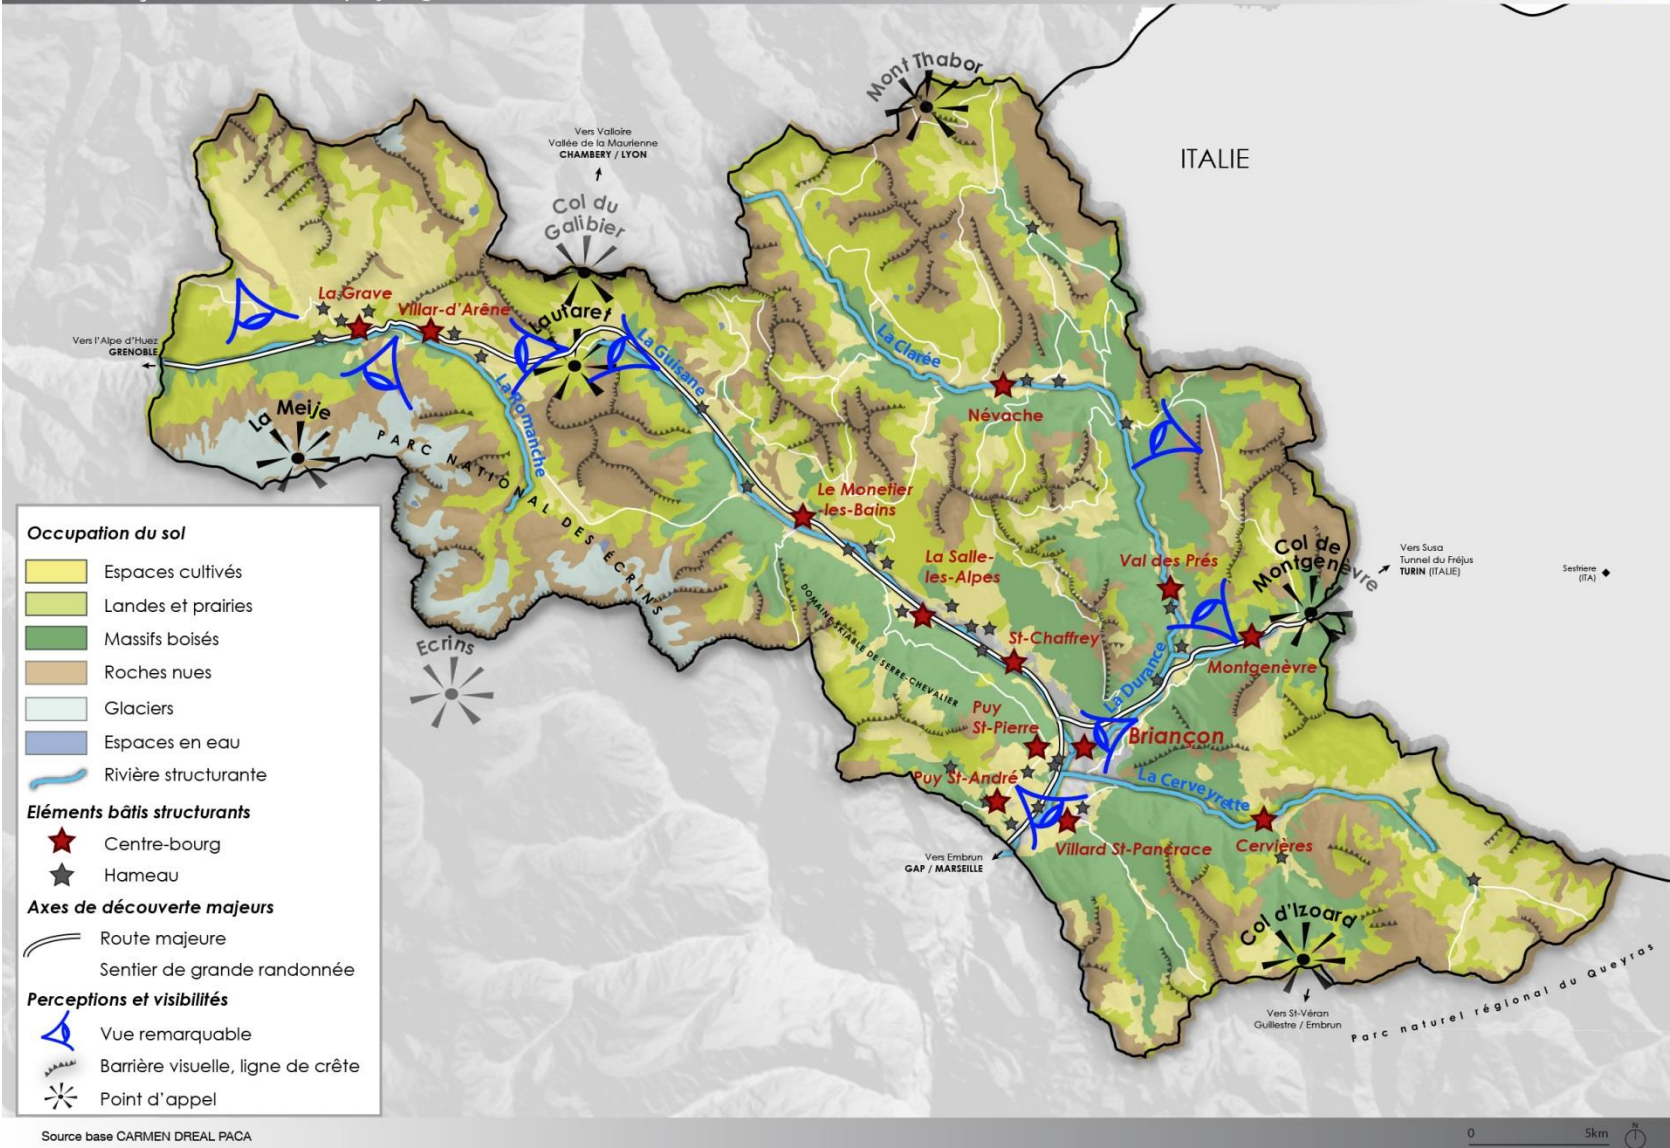 Mont Thabor
ITALIE
Vers Valloire
Vallée de la Maurienne
CHAMBERY / LYON
Col du
Galibier
La Grave
Villar-d'Arêne
Lautaret
La Guisane
La Clarée
Vers l'Alpe d'Huez
GRENOBLE
Névache
La Meije
La Romanche
PARC NATIONAL DES ÉCRINS
Le Monetier
-les-Bains
La Salle-
les-Alpes
Val des Prés
Col de
Montgenèvre
Vers Susa
Tunnel du Fréjus
TURIN (ITALIE)
Sestriere
(ITA)
DOMAINE SKIABLE DE SERRE-CHEVALIER
St-Chaffrey
Ecrins
La Durance
Montgenèvre
Puy
St-Pierre
Briançon
Puy St-André
La Cerveyrette
Vers Embrun
GAP / MARSEILLE
Villard St-Pancrace
Cervières
Col d'Izoard
Vers St-Véran
Guillestre / Embrun
Parc naturel régional du Queyras
Occupation du sol
Espaces cultivés
Landes et prairies
Massifs boisés
Roches nues
Glaciers
Espaces en eau
Rivière structurante
Eléments bâtis structurants
Centre-bourg
Hameau
Axes de découverte majeurs
Route majeure
Sentier de grande randonnée
Perceptions et visibilités
Vue remarquable
Barrière visuelle, ligne de crête
Point d'appel
Source base CARMEN DREAL PACA
0 5km
N